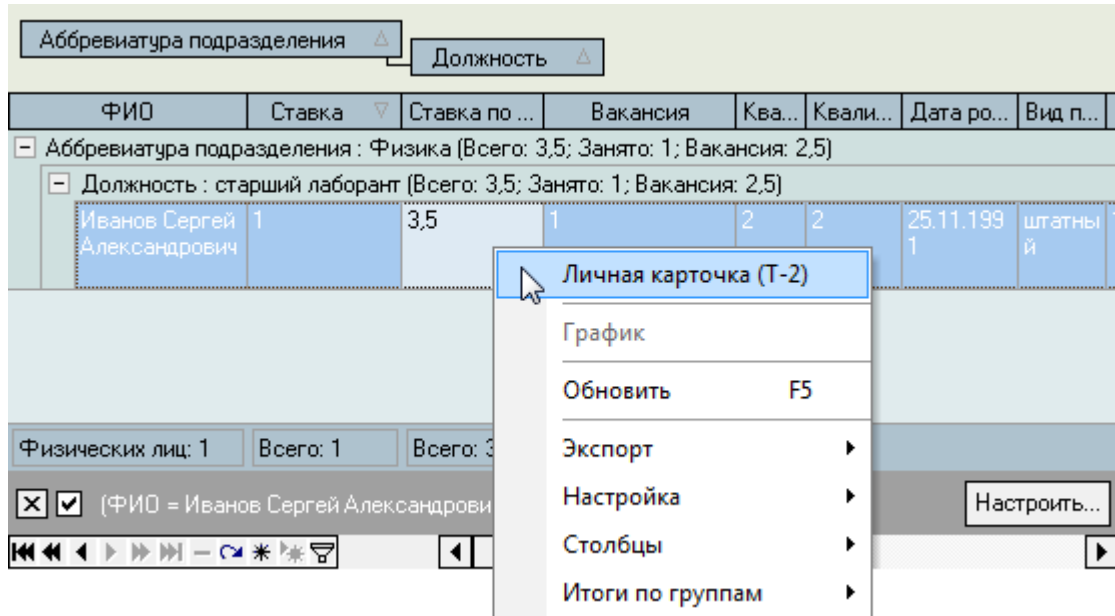 Аббревиатура подразделения
Должность
ФИО Ставка Ставка по ... Вакансия Ква... Квали... Дата ро... Вид п...
Аббревиатура подразделения : Физика (Всего: 3,5; Занято: 1; Вакансия: 2,5)
Должность : старший лаборант (Всего: 3,5; Занято: 1; Вакансия: 2,5)
Иванов Сергей 1 3,5 1 2 2 25.11.199 штатны
Александрович 1 й
Личная карточка (Т-2)
График
Обновить F5
Экспорт
Настройка
Столбцы
Итоги по группам
Физических лиц: 1 Всего: 1 Всего: 3
(ФИО = Иванов Сергей Александрови
Настроить...